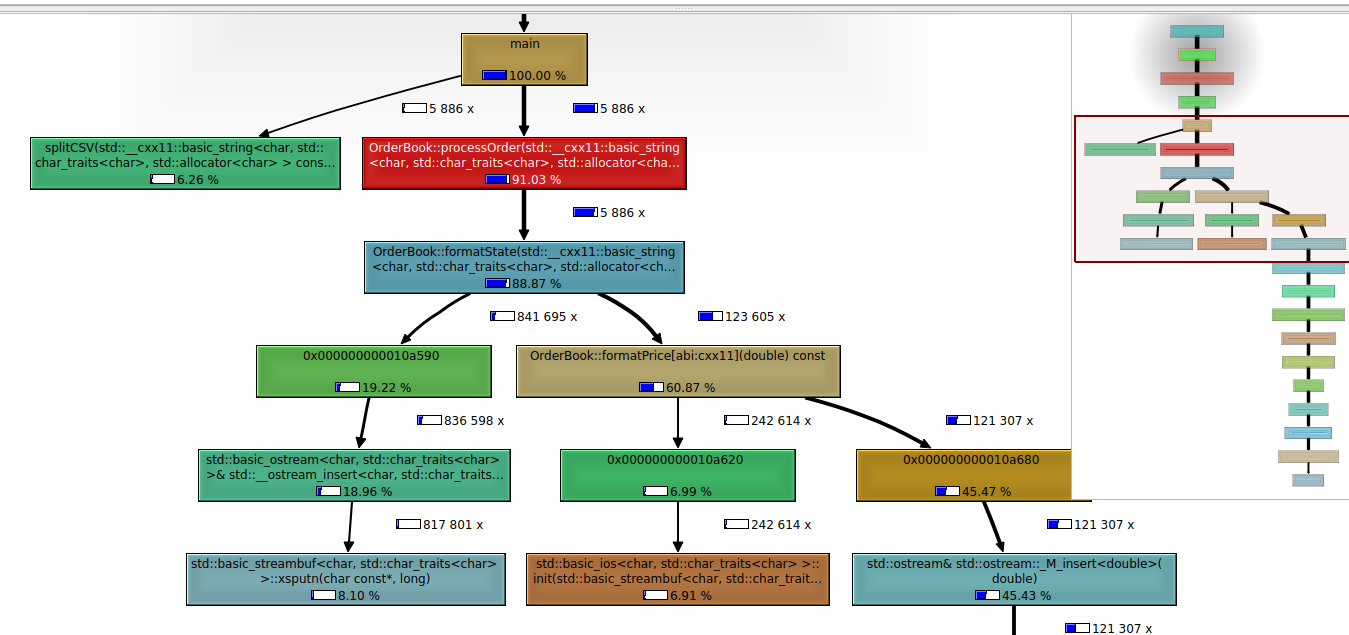 main
100.00 %
5 886 x
5 886 x
splitCSV(std::__cxx11::basic_string<char, std::
char_traits<char>, std::allocator<char> > cons...
6.26 %
OrderBook::processOrder(std::__cxx11::basic_string
<char, std::char_traits<char>, std::allocator<cha...
91.03 %
5 886 x
OrderBook::formatState(std::__cxx11::basic_string
<char, std::char_traits<char>, std::allocator<ch...
88.87 %
841 695 x
123 605 x
0x000000000010a590
19.22 %
OrderBook::formatPrice[abi:cxx11](double) const
60.87 %
836 598 x
242 614 x
121 307 x
std::basic_ostream<char, std::char_traits<char>
>& std::__ostream_insert<char, std::char_traits...
18.96 %
0x000000000010a620
6.99 %
0x000000000010a680
45.47 %
817 801 x
242 614 x
121 307 x
std::basic_streambuf<char, std::char_traits<char>
>::xsputn(char const*, long)
8.10 %
std::basic_ios<char, std::char_traits<char> >::
init(std::basic_streambuf<char, std::char_trait...
6.91 %
std::ostream& std::ostream::_M_insert<double>(
double)
45.43 %
121 307 x